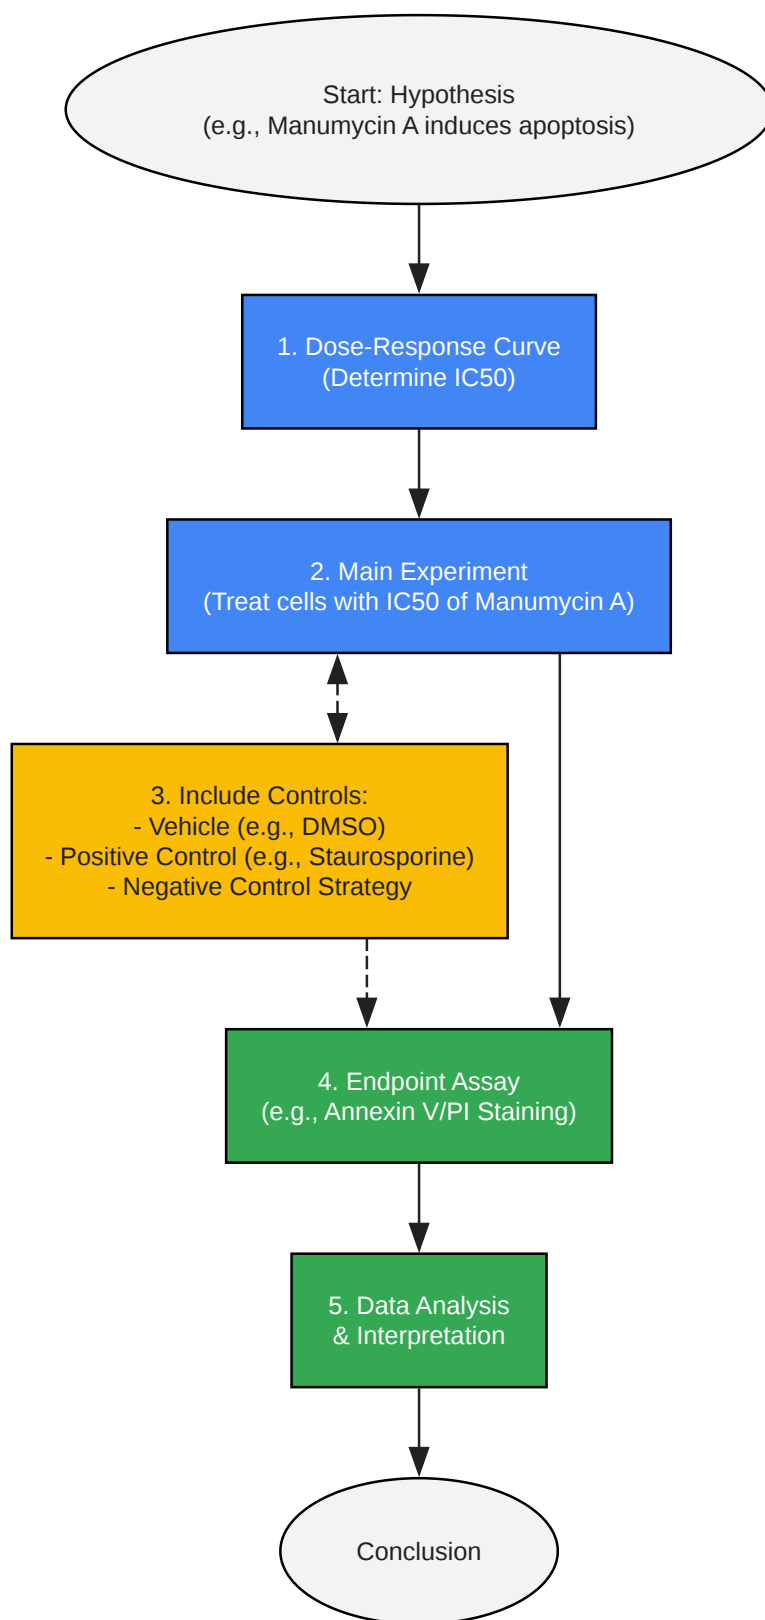 Start: Hypothesis
(e.g., Manumycin A induces apoptosis)
1. Dose-Response Curve
(Determine IC50)
2. Main Experiment
(Treat cells with IC50 of Manumycin A)
3. Include Controls:
- Vehicle (e.g., DMSO)
- Positive Control (e.g., Staurosporine)
- Negative Control Strategy
4. Endpoint Assay
(e.g., Annexin V/PI Staining)
5. Data Analysis
& Interpretation
Conclusion